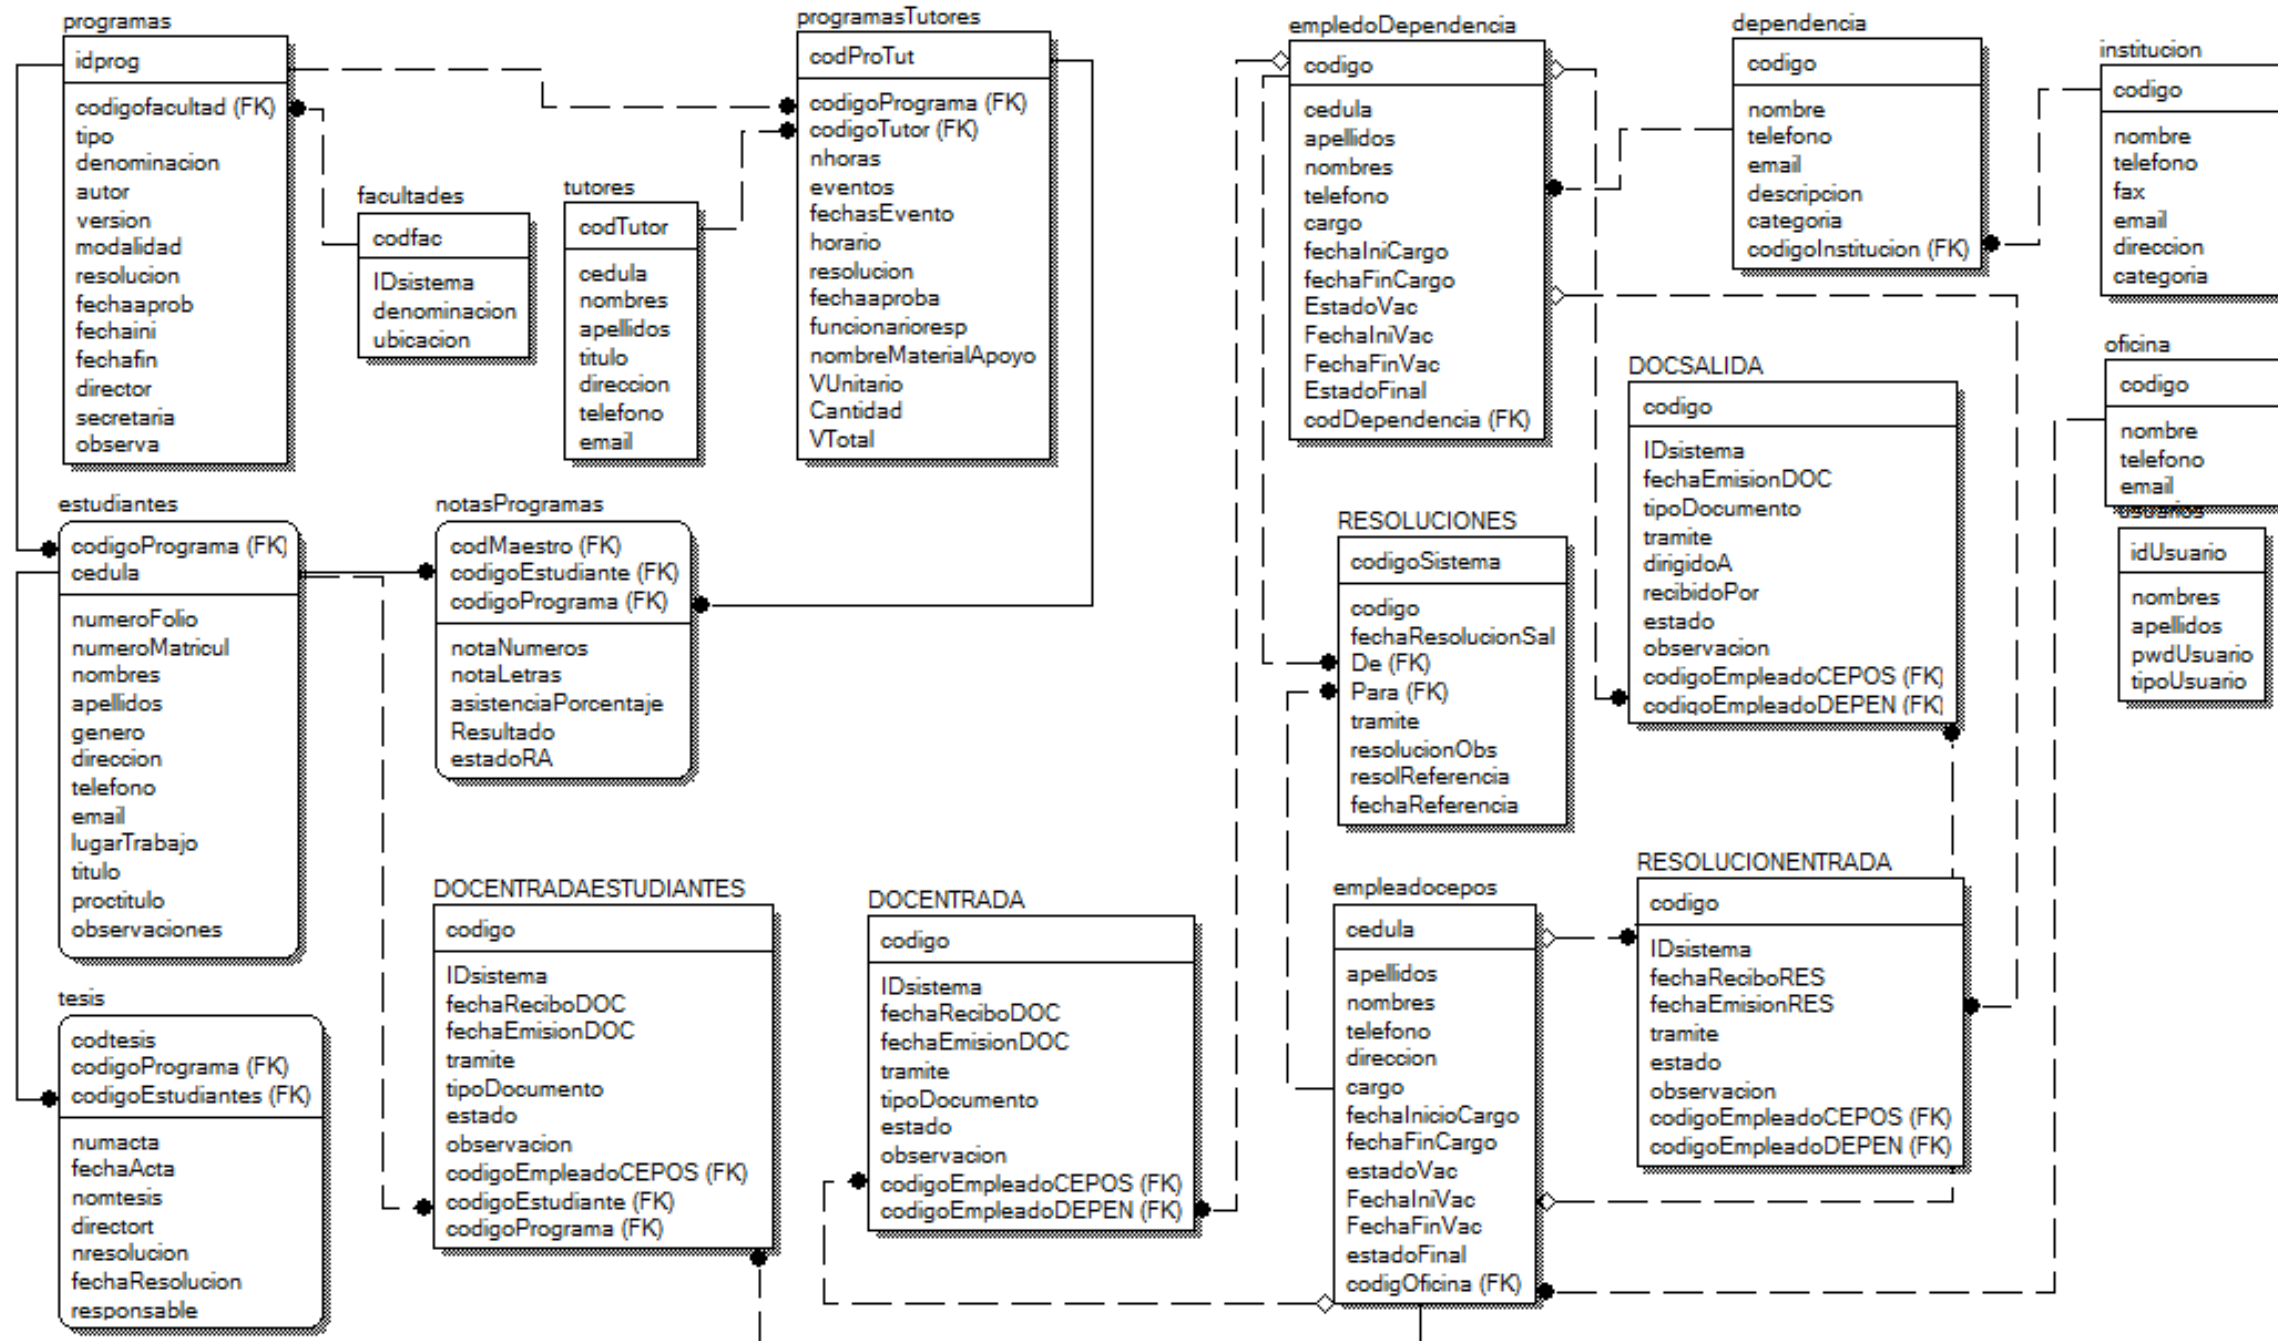 programas
idprog
codigofacultad (FK)
tipo
denominacion
autor
version
modalidad
resolucion
fechaaprob
fechaini
fechafin
director
secretaria
observa
facultades
codfac
IDsistema
denominacion
ubicacion
tutores
codTutor
cedula
nombres
apellidos
titulo
direccion
telefono
email
programasTutores
codProTut
codigoPrograma (FK)
codigoTutor (FK)
nhoras
eventos
fechasEvento
horario
resolucion
fechaaproba
funcionarioresp
nombreMaterialApoyo
VUnitario
Cantidad
VTotal
empledoDependencia
codigo
cedula
apellidos
nombres
telefono
cargo
fechaIniCargo
fechaFinCargo
EstadoVac
FechaIniVac
FechaFinVac
EstadoFinal
codDependencia (FK)
dependencia
codigo
nombre
telefono
email
descripcion
categoria
codigoInstitucion (FK)
institucion
codigo
nombre
telefono
fax
email
direccion
categoria
oficina
codigo
nombre
telefono
email
usuarios
idUsuario
nombres
apellidos
pwdUsuario
tipoUsuario
DOCSALIDA
codigo
IDsistema
fechaEmisionDOC
tipoDocumento
tramite
dirigidoA
recibidoPor
estado
observacion
codigoEmpleadoCEPOS (FK)
codigoEmpleadoDEPEN (FK)
RESOLUCIONES
codigoSistema
codigo
fechaResolucionSal
De (FK)
Para (FK)
tramite
resolucionObs
resolReferencia
fechaReferencia
estudiantes
codigoPrograma (FK)
cedula
numeroFolio
numeroMatricul
nombres
apellidos
genero
direccion
telefono
email
lugarTrabajo
titulo
proctitulo
observaciones
notasProgramas
codMaestro (FK)
codigoEstudiante (FK)
codigoPrograma (FK)
notaNumeros
notaLetras
asistenciaPorcentaje
Resultado
estadoRA
tesis
codtesis
codigoPrograma (FK)
codigoEstudiantes (FK)
numacta
fechaActa
nomtesis
directort
nresolucion
fechaResolucion
responsable
DOCENTRADAESTUDIANTES
codigo
IDsistema
fechaReciboDOC
fechaEmisionDOC
tramite
tipoDocumento
estado
observacion
codigoEmpleadoCEPOS (FK)
codigoEstudiante (FK)
codigoPrograma (FK)
DOCENTRADA
codigo
IDsistema
fechaReciboDOC
fechaEmisionDOC
tramite
tipoDocumento
estado
observacion
codigoEmpleadoCEPOS (FK)
codigoEmpleadoDEPEN (FK)
empleadocepos
cedula
apellidos
nombres
telefono
direccion
cargo
fechaInicioCargo
fechaFinCargo
estadoVac
FechaIniVac
FechaFinVac
estadoFinal
codigOficina (FK)
RESOLUCIONENTRADA
codigo
IDsistema
fechaReciboRES
fechaEmisionRES
tramite
estado
observacion
codigoEmpleadoCEPOS (FK)
codigoEmpleadoDEPEN (FK)